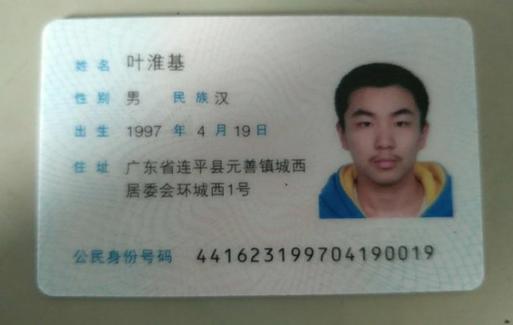 姓名 叶淮基
性别 男 民族 汉
出生 1997 年 4 月 19 日
住址 广东省连平县元善镇城西
居委会环城西1号
公民身份号码 441623199704190019